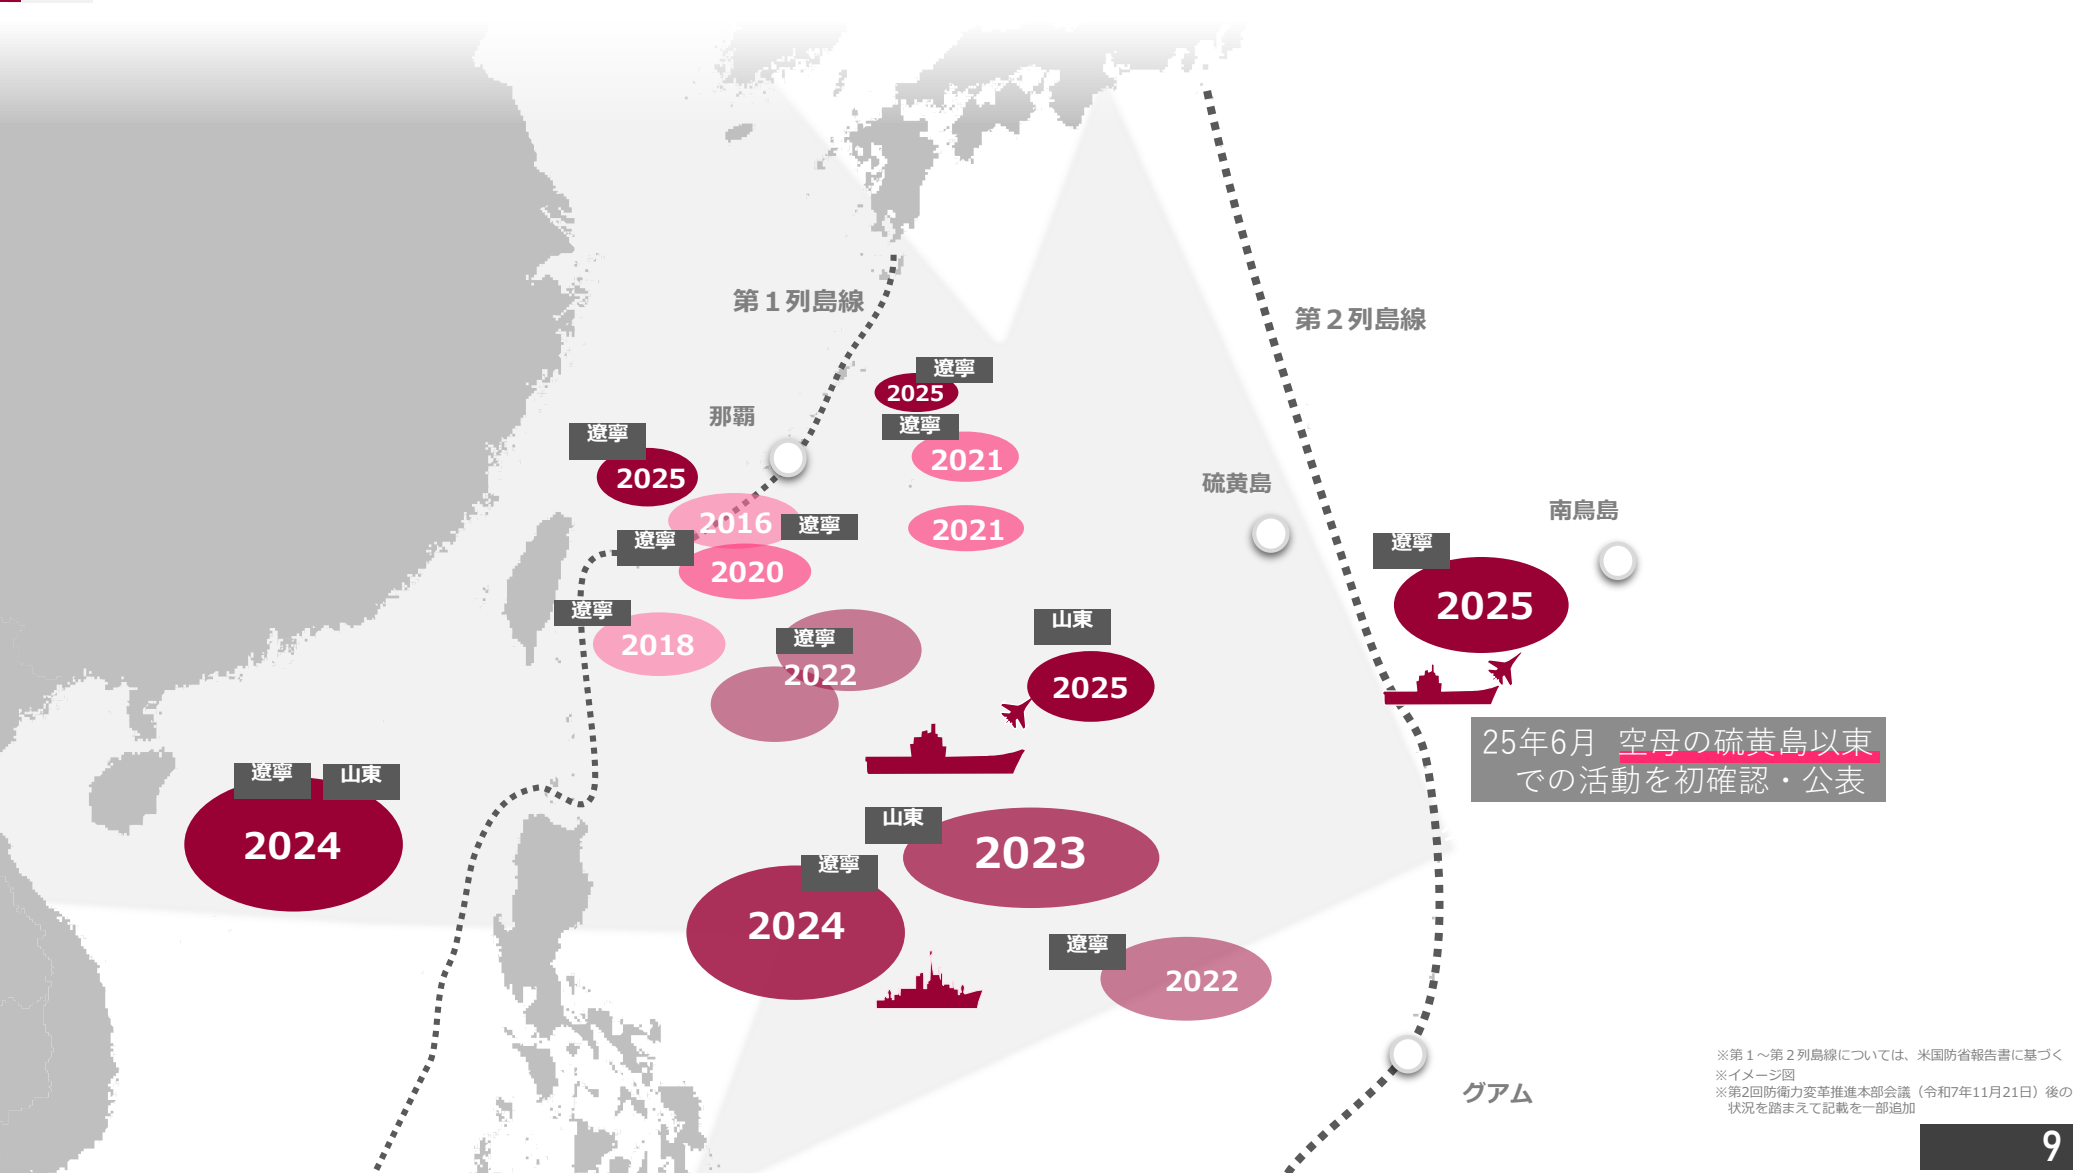 第１列島線
第２列島線
遼寧
2025
那覇
遼寧
2021
遼寧
2025
硫黄島
南鳥島
2016
遼寧
2021
遼寧
2020
遼寧
2025
遼寧
2018
遼寧
2022
山東
2025
25年6月 空母の硫黄島以東
での活動を初確認・公表
遼寧
山東
2024
山東
2023
遼寧
2024
遼寧
2022
グアム
※第１～第２列島線については、米国防省報告書に基づく
※イメージ図
※第2回防衛力変革推進本部会議（令和7年11月21日）後の
状況を踏まえて記載を一部追加
9